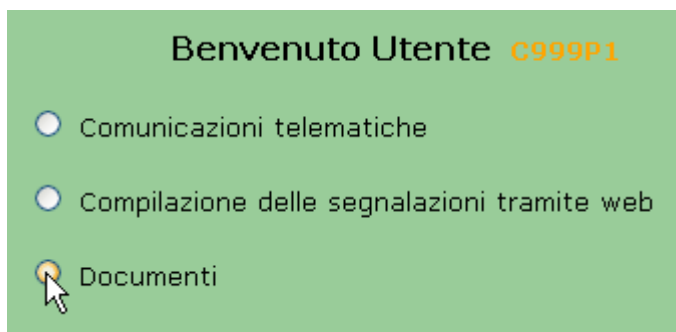 Benvenuto Utente C999P1
Comunicazioni telematiche
Compilazione delle segnalazioni tramite web
Documenti